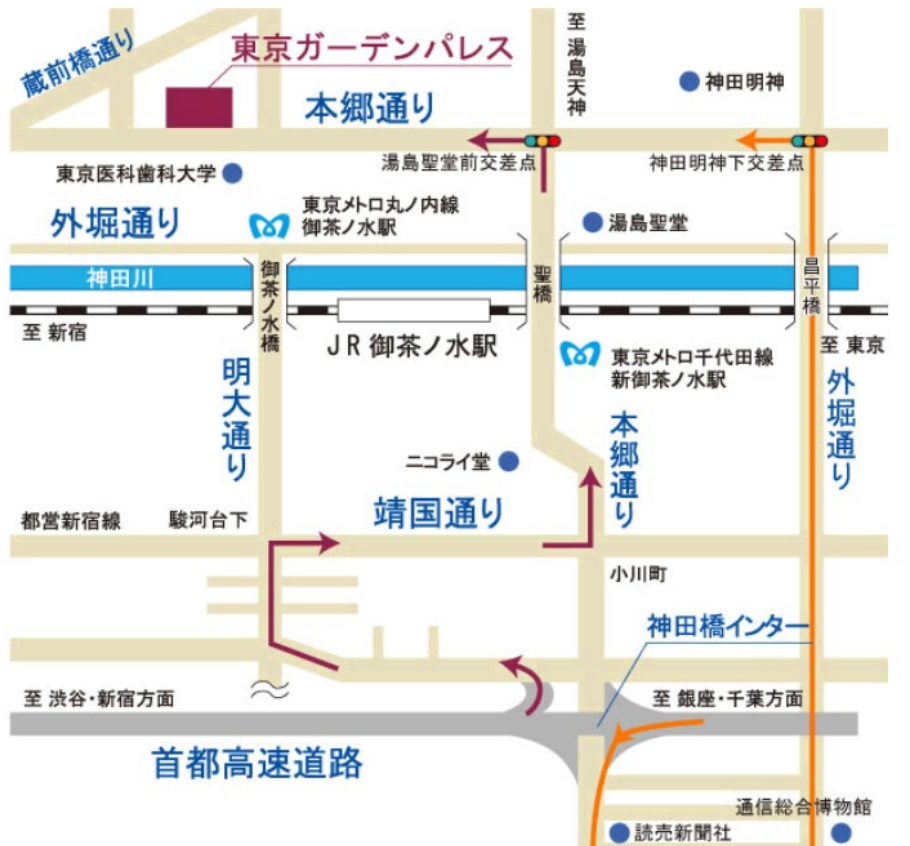 蔵前橋通り
東京ガーデンパレス
至 湯島天神
神田明神
本郷通り
湯島聖堂前交差点
神田明神下交差点
東京医科歯科大学
外堀通り
東京メトロ丸ノ内線
御茶ノ水駅
湯島聖堂
神田川
御茶ノ水橋
聖橋
昌平橋
至 新宿
JR 御茶ノ水駅
東京メトロ千代田線
新御茶ノ水駅
至 東京
明大通り
本郷通り
外堀通り
ニコライ堂
靖国通り
都営新宿線
駿河台下
小川町
神田橋インター
至 渋谷・新宿方面
至 銀座・千葉方面
首都高速道路
通信総合博物館
読売新聞社